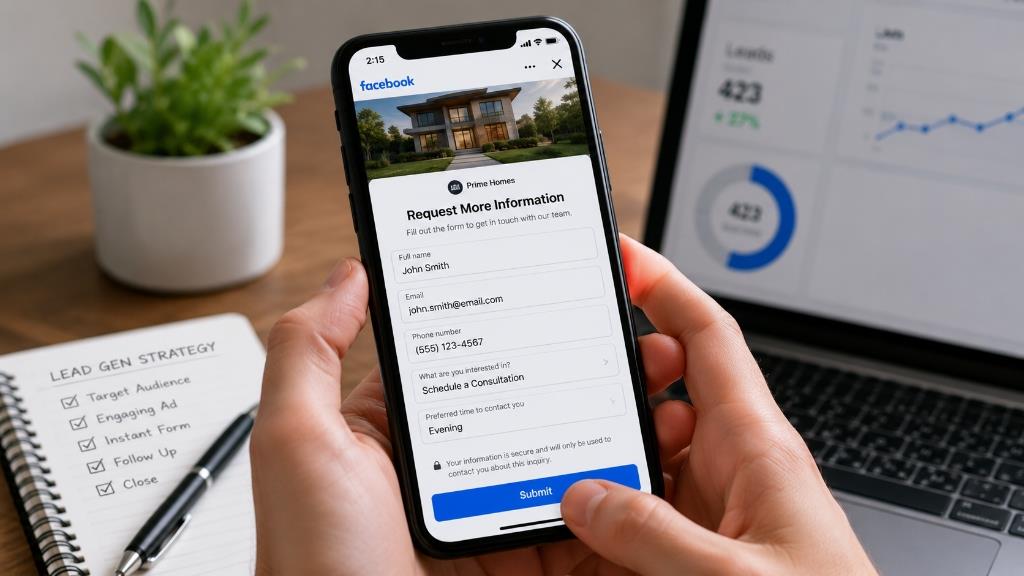 2:15
facebook
Prime Homes
Request More Information
Fill out the form to get in touch with our team.
Full name
John Smith
Email
john.smith@email.com
Phone number
(555) 123-4567
What are you interested in?
Schedule a Consultation
Preferred time to contact you
Evening
Your information is secure and will only be used to
contact you about this inquiry.
Submit
LEAD GEN STRATEGY
Target Audience
Engaging Ad
Instant Form
Follow Up
Close
Leads
423
+ 27%
423